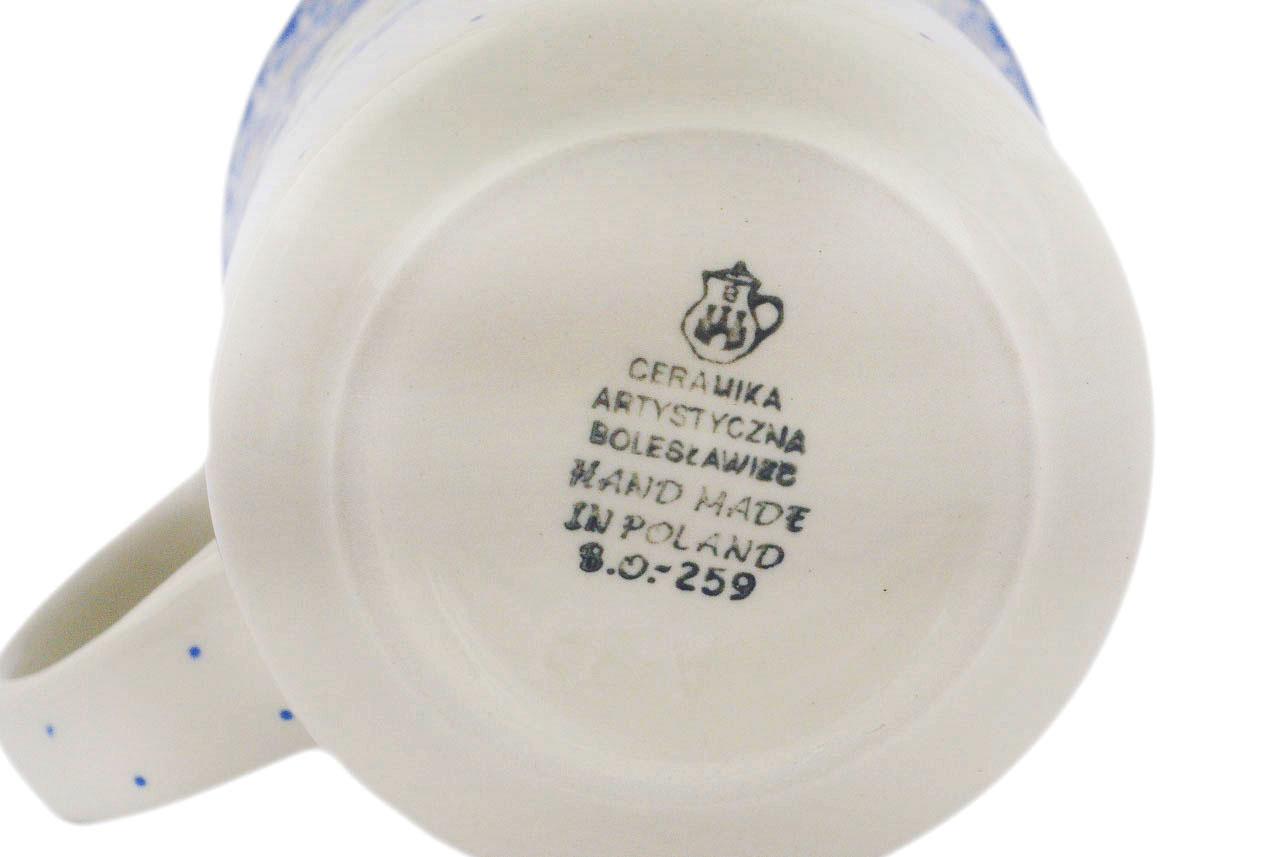 B
CERAMIKA
ARTYSTYCZNA
BOLESŁAWIEC
HAND MADE
IN POLAND
B.O.-259